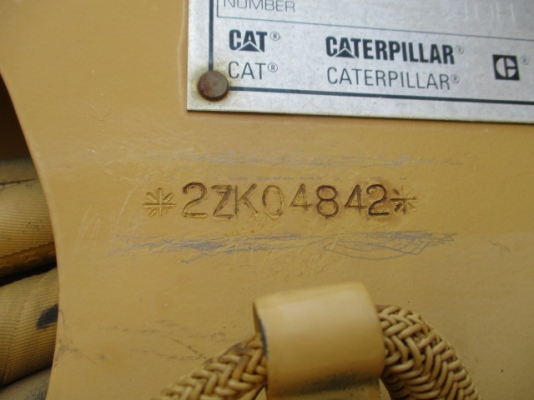 NUMBER
CAT® CATERPILLAR® C®
CAT® CATERPILLAR®
*2ZK04842*